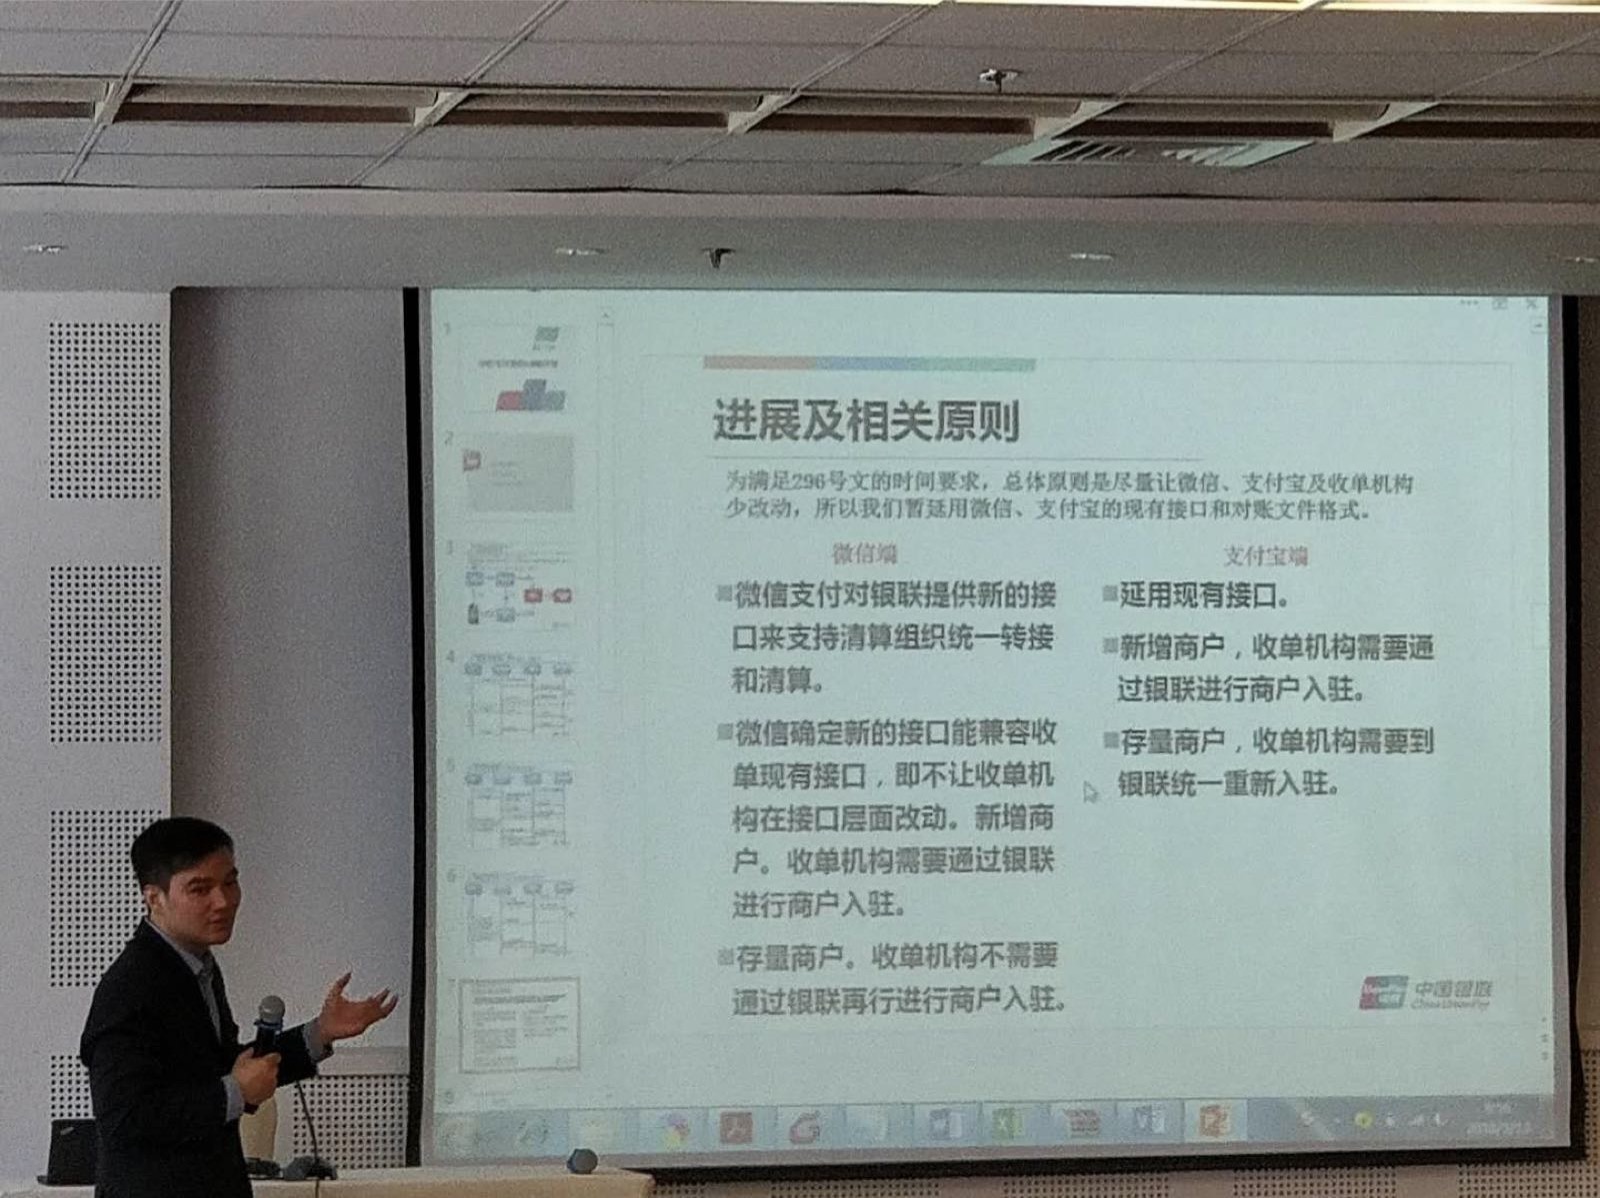 进展及相关原则
为满足296号文的时间要求，总体原则是尽量让微信、支付宝及收单机构
少改动，所以我们暂延用微信、支付宝的现有接口和对账文件格式。
微信端
■微信支付对银联提供新的接
口来支持清算组织统一转接
和清算。
■微信确定新的接口能兼容收
单现有接口，即不让收单机
构在接口层面改动。新增商
户。收单机构需要通过银联
进行商户入驻。
■存量商户。收单机构不需要
通过银联再行进行商户入驻。
支付宝端
■延用现有接口。
■新增商户，收单机构需要通
过银联进行商户入驻。
■存量商户，收单机构需要到
银联统一重新入驻。
中国银联
China UnionPay
1
2
3
4
5
6
7